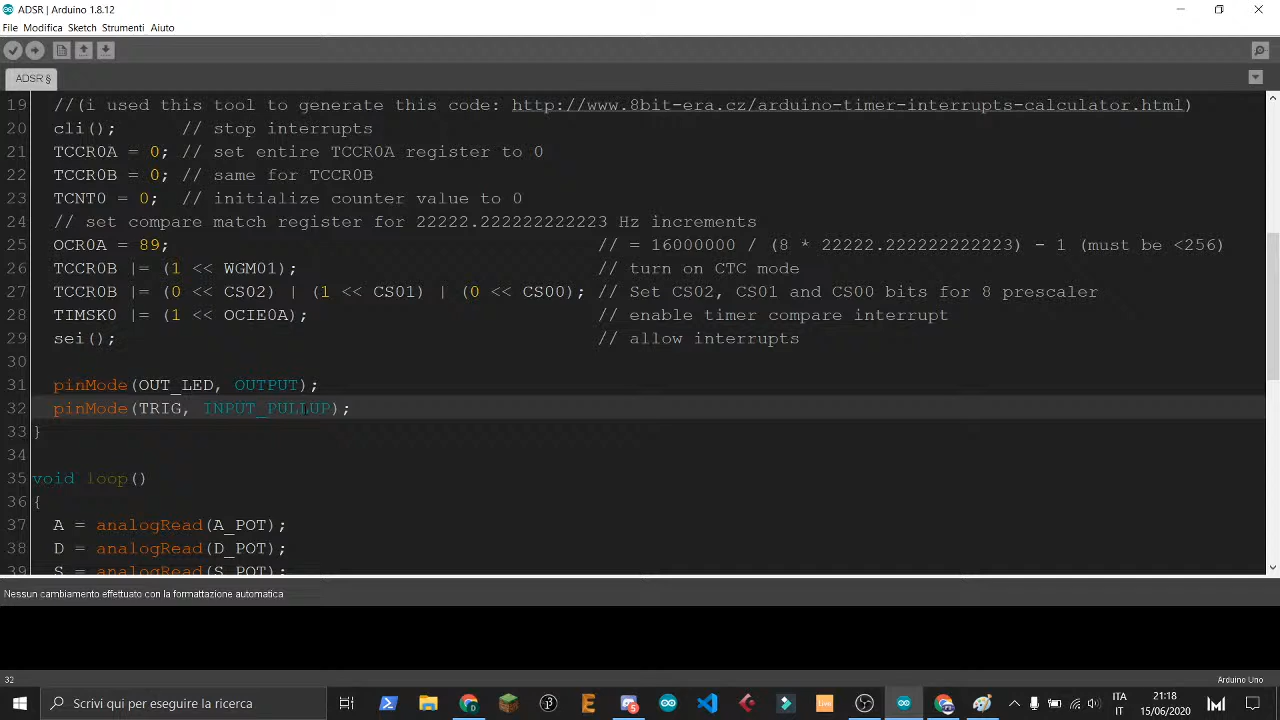 ADSR | Arduino 1.8.12
File Modifica Sketch Strumenti Aiuto
ADSR §
19 //(i used this tool to generate this code: http://www.8bit-era.cz/arduino-timer-interrupts-calculator.html)
20 cli(); // stop interrupts
21 TCCR0A = 0; // set entire TCCR0A register to 0
22 TCCR0B = 0; // same for TCCR0B
23 TCNT0 = 0; // initialize counter value to 0
24 // set compare match register for 22222.222222222223 Hz increments
25 OCR0A = 89; // = 16000000 / (8 * 22222.222222222223) - 1 (must be <256)
26 TCCR0B |= (1 << WGM01); // turn on CTC mode
27 TCCR0B |= (0 << CS02) | (1 << CS01) | (0 << CS00); // Set CS02, CS01 and CS00 bits for 8 prescaler
28 TIMSK0 |= (1 << OCIE0A); // enable timer compare interrupt
29 sei(); // allow interrupts
30
31 pinMode(OUT_LED, OUTPUT);
32 pinMode(TRIG, INPUT_PULLUP);
33 }
34
35 void loop()
36 {
37 A = analogRead(A_POT);
38 D = analogRead(D_POT);
39 S = analogRead(S_POT);
Nessun cambiamento effettuato con la formattazione automatica
32 Arduino Uno
Scrivi qui per eseguire la ricerca
ITA 21:18
IT 15/06/2020